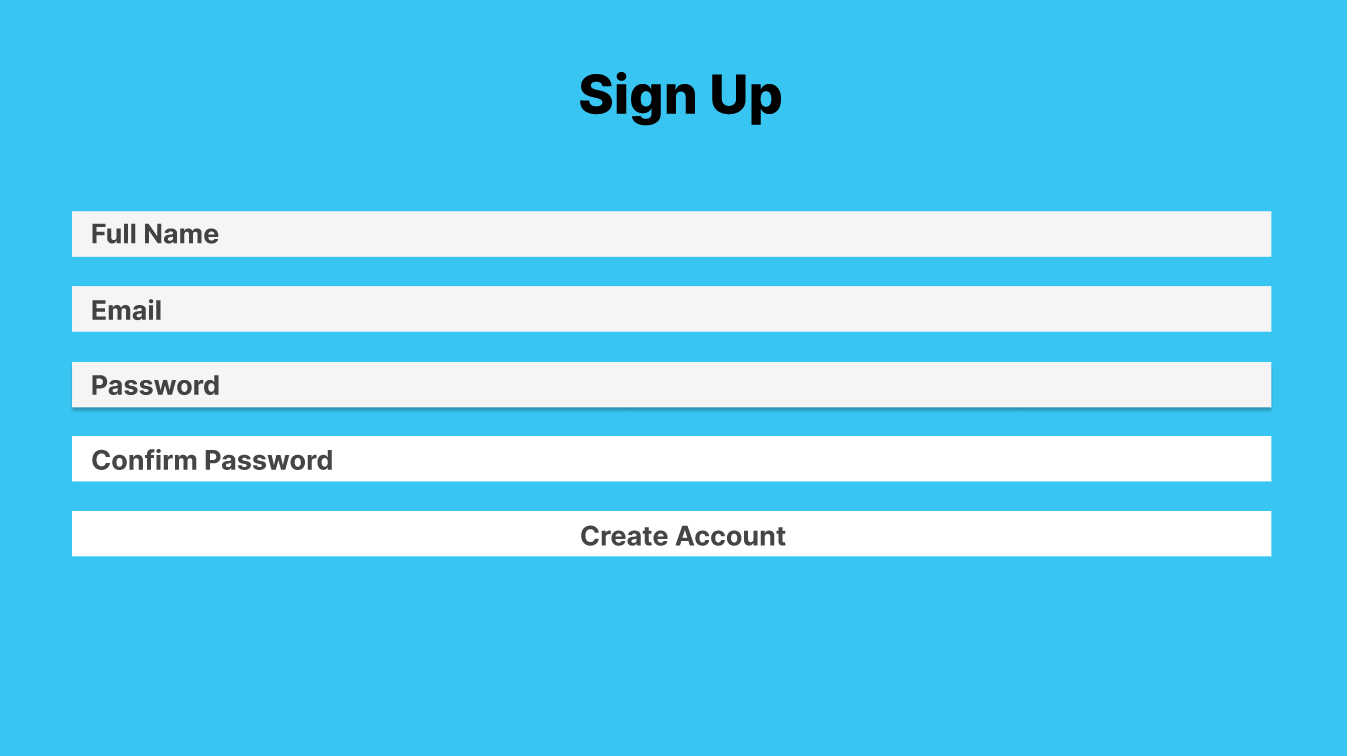 Sign Up
Full Name
Email
Password
Confirm Password
Create Account